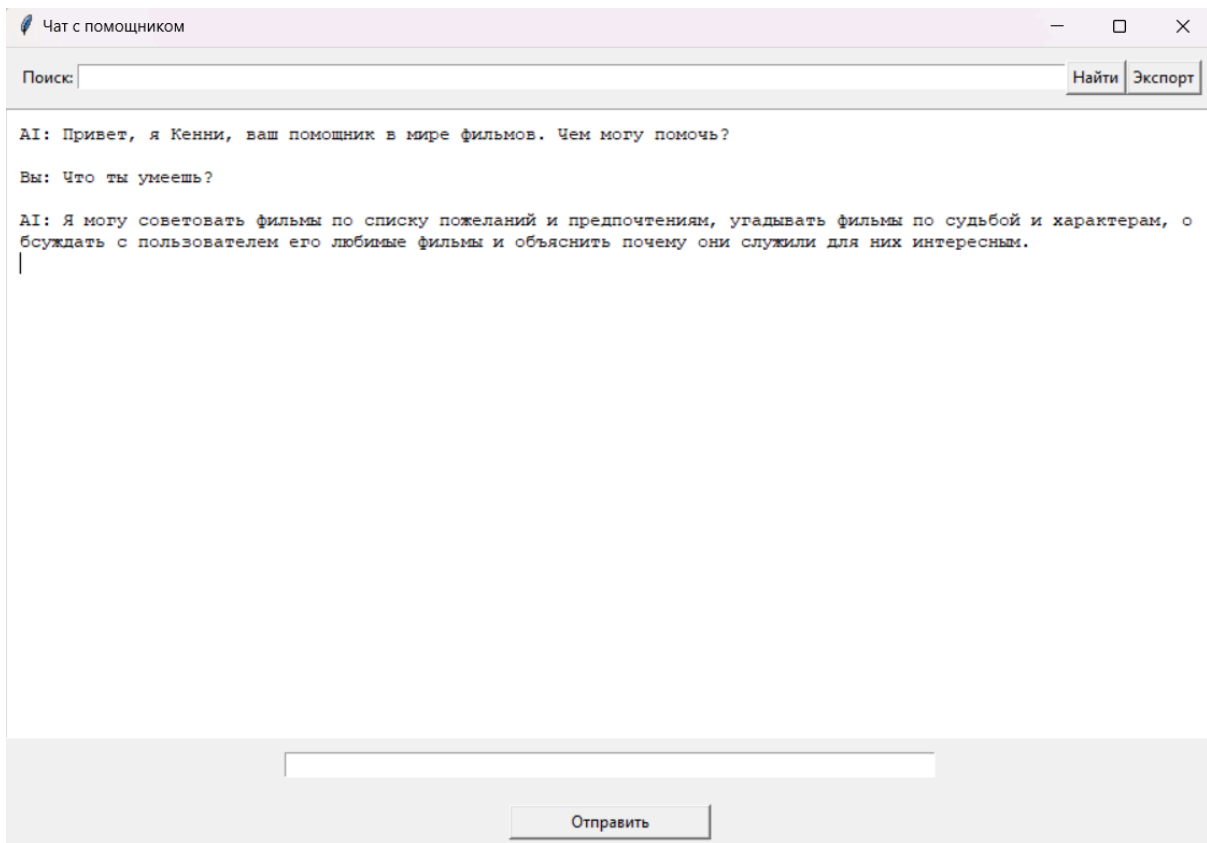 Чат с помощником
Поиск: Найти Экспорт
AI: Привет, я Кенни, ваш помощник в мире фильмов. Чем могу помочь?
Вы: Что ты умеешь?
AI: Я могу советовать фильмы по списку пожеланий и предпочтениям, угадывать фильмы по судьбой и характерам, о
бсуждать с пользователем его любимые фильмы и объяснить почему они служили для них интересным.
Отправить